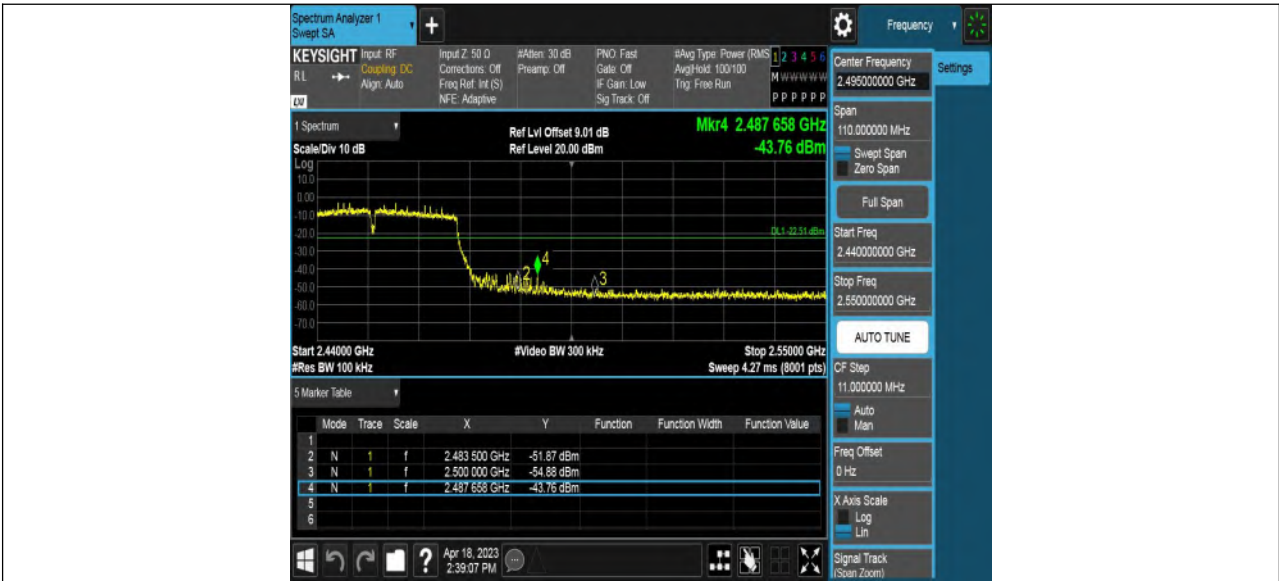 Spectrum Analyzer 1
Swept SA
+
Frequency
KEYSIGHT
RL
LXI
Input: RF
Coupling: DC
Align: Auto
Input Z: 50 Ω
Corrections: Off
Freq Ref: Int (S)
NFE: Adaptive
#Atten: 30 dB
Preamp: Off
PNO: Fast
Gate: Off
IF Gain: Low
Sig Track: Off
#Avg Type: Power (RMS
Avg|Hold: 100/100
Trig: Free Run
1 2 3 4 5 6
M W W W W W
P P P P P P
1 Spectrum
Scale/Div 10 dB
Ref Lvl Offset 9.01 dB
Ref Level 20.00 dBm
Mkr4 2.487 658 GHz
-43.76 dBm
Log
10.0
0.00
-10.0
-20.0
-30.0
-40.0
-50.0
-60.0
-70.0
DL1 -22.51 dBm
2
4
3
Start 2.44000 GHz
#Res BW 100 kHz
#Video BW 300 kHz
Stop 2.55000 GHz
Sweep 4.27 ms (8001 pts)
5 Marker Table
Mode Trace Scale X Y Function Function Width Function Value
1
2 N 1 f 2.483 500 GHz -51.87 dBm
3 N 1 f 2.500 000 GHz -54.88 dBm
4 N 1 f 2.487 658 GHz -43.76 dBm
5
6
?
Apr 18, 2023
2:39:07 PM
Center Frequency
2.495000000 GHz
Settings
Span
110.000000 MHz
Swept Span
Zero Span
Full Span
Start Freq
2.440000000 GHz
Stop Freq
2.550000000 GHz
AUTO TUNE
CF Step
11.000000 MHz
Auto
Man
Freq Offset
0 Hz
X Axis Scale
Log
Lin
Signal Track
(Span Zoom)